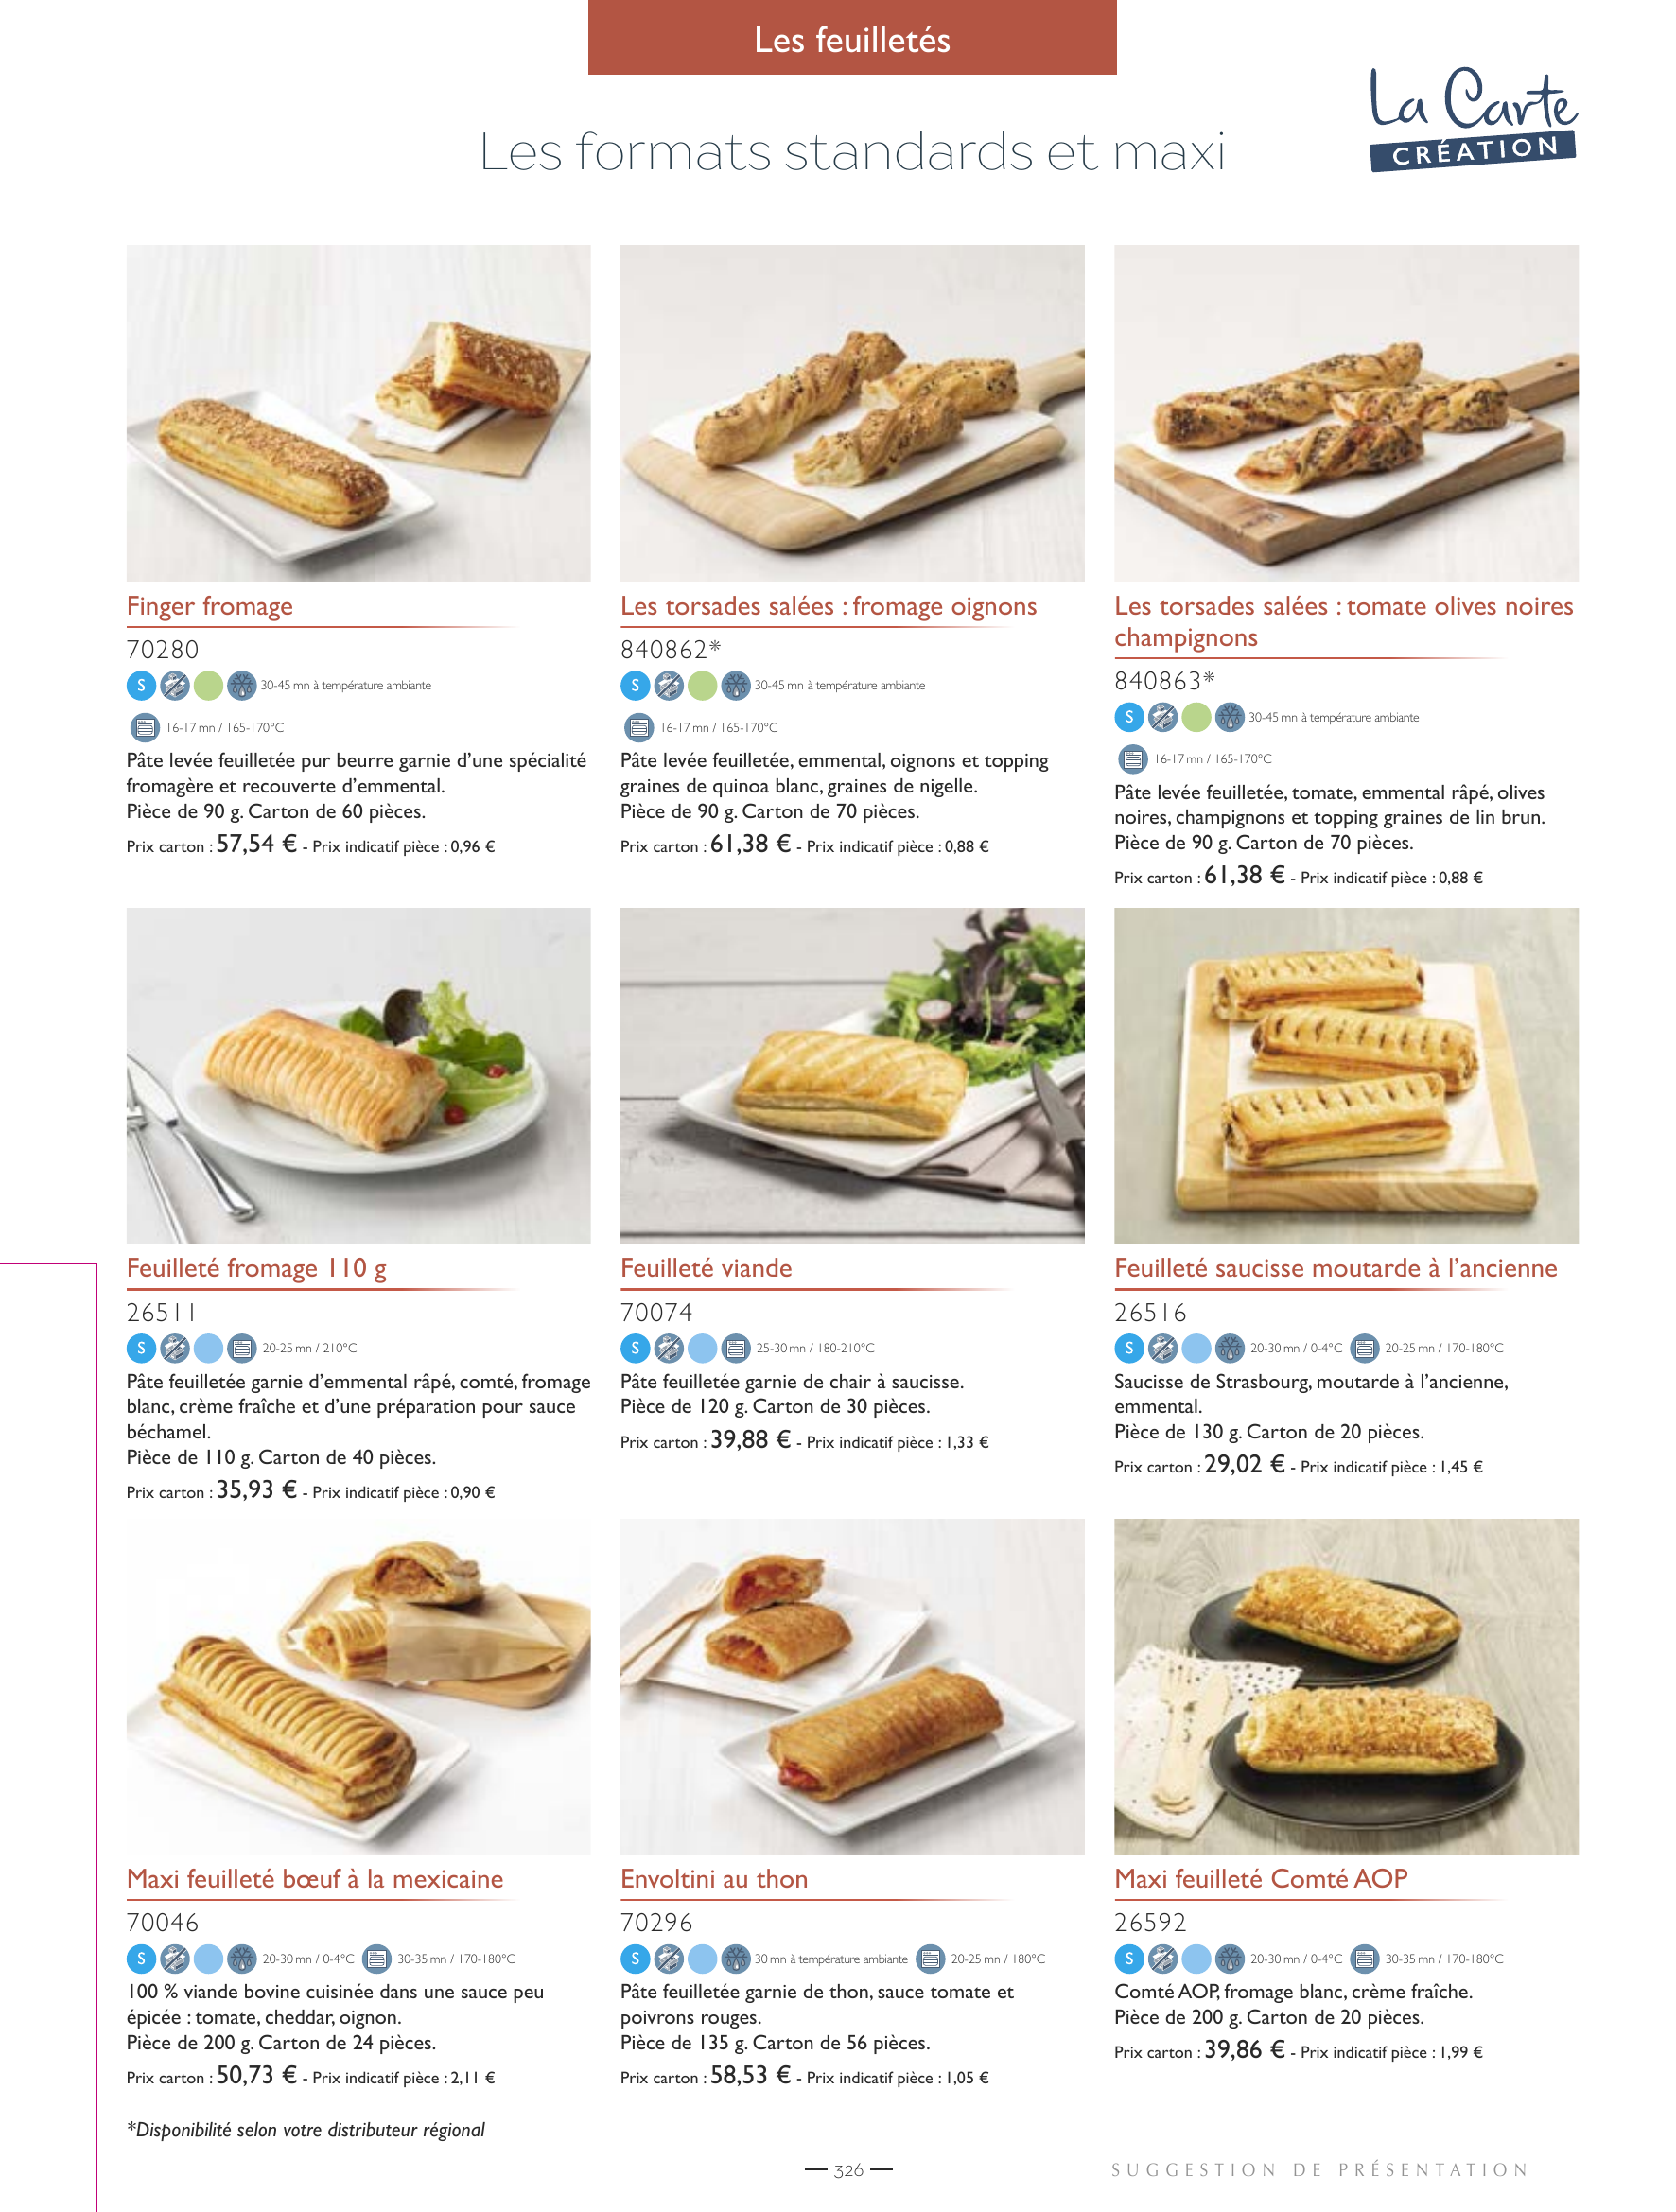 Les feuilletés
La Carte
CRÉATION
Les formats standards et maxi
Finger fromage
70280
S 30-45 mn à température ambiante
16-17 mn / 165-170°C
Pâte levée feuilletée pur beurre garnie d’une spécialité
fromagère et recouverte d’emmental.
Pièce de 90 g. Carton de 60 pièces.
Prix carton : 57,54 € - Prix indicatif pièce : 0,96 €
Les torsades salées : fromage oignons
840862*
S 30-45 mn à température ambiante
16-17 mn / 165-170°C
Pâte levée feuilletée, emmental, oignons et topping
graines de quinoa blanc, graines de nigelle.
Pièce de 90 g. Carton de 70 pièces.
Prix carton : 61,38 € - Prix indicatif pièce : 0,88 €
Les torsades salées : tomate olives noires
champignons
840863*
S 30-45 mn à température ambiante
16-17 mn / 165-170°C
Pâte levée feuilletée, tomate, emmental râpé, olives
noires, champignons et topping graines de lin brun.
Pièce de 90 g. Carton de 70 pièces.
Prix carton : 61,38 € - Prix indicatif pièce : 0,88 €
Feuilleté fromage 110 g
26511
S 20-25 mn / 210°C
Pâte feuilletée garnie d’emmental râpé, comté, fromage
blanc, crème fraîche et d’une préparation pour sauce
béchamel.
Pièce de 110 g. Carton de 40 pièces.
Prix carton : 35,93 € - Prix indicatif pièce : 0,90 €
Feuilleté viande
70074
S 25-30 mn / 180-210°C
Pâte feuilletée garnie de chair à saucisse.
Pièce de 120 g. Carton de 30 pièces.
Prix carton : 39,88 € - Prix indicatif pièce : 1,33 €
Feuilleté saucisse moutarde à l’ancienne
26516
S 20-30 mn / 0-4°C 20-25 mn / 170-180°C
Saucisse de Strasbourg, moutarde à l’ancienne,
emmental.
Pièce de 130 g. Carton de 20 pièces.
Prix carton : 29,02 € - Prix indicatif pièce : 1,45 €
Maxi feuilleté bœuf à la mexicaine
70046
S 20-30 mn / 0-4°C 30-35 mn / 170-180°C
100 % viande bovine cuisinée dans une sauce peu
épicée : tomate, cheddar, oignon.
Pièce de 200 g. Carton de 24 pièces.
Prix carton : 50,73 € - Prix indicatif pièce : 2,11 €
Envoltini au thon
70296
S 30 mn à température ambiante 20-25 mn / 180°C
Pâte feuilletée garnie de thon, sauce tomate et
poivrons rouges.
Pièce de 135 g. Carton de 56 pièces.
Prix carton : 58,53 € - Prix indicatif pièce : 1,05 €
Maxi feuilleté Comté AOP
26592
S 20-30 mn / 0-4°C 30-35 mn / 170-180°C
Comté AOP, fromage blanc, crème fraîche.
Pièce de 200 g. Carton de 20 pièces.
Prix carton : 39,86 € - Prix indicatif pièce : 1,99 €
*Disponibilité selon votre distributeur régional
— 326 —
SUGGESTION DE PRÉSENTATION